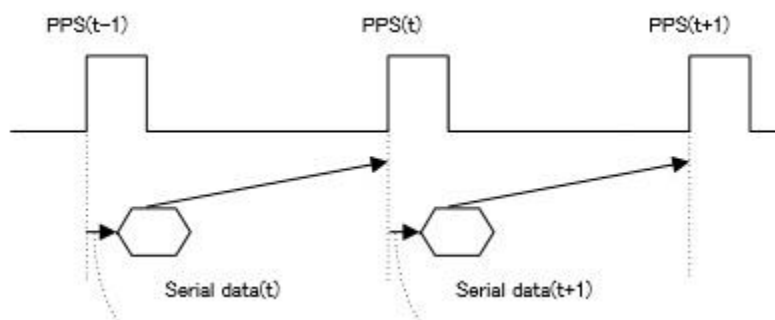 PPS(t-1)
PPS(t)
PPS(t+1)
Serial data(t)
Serial data(t+1)